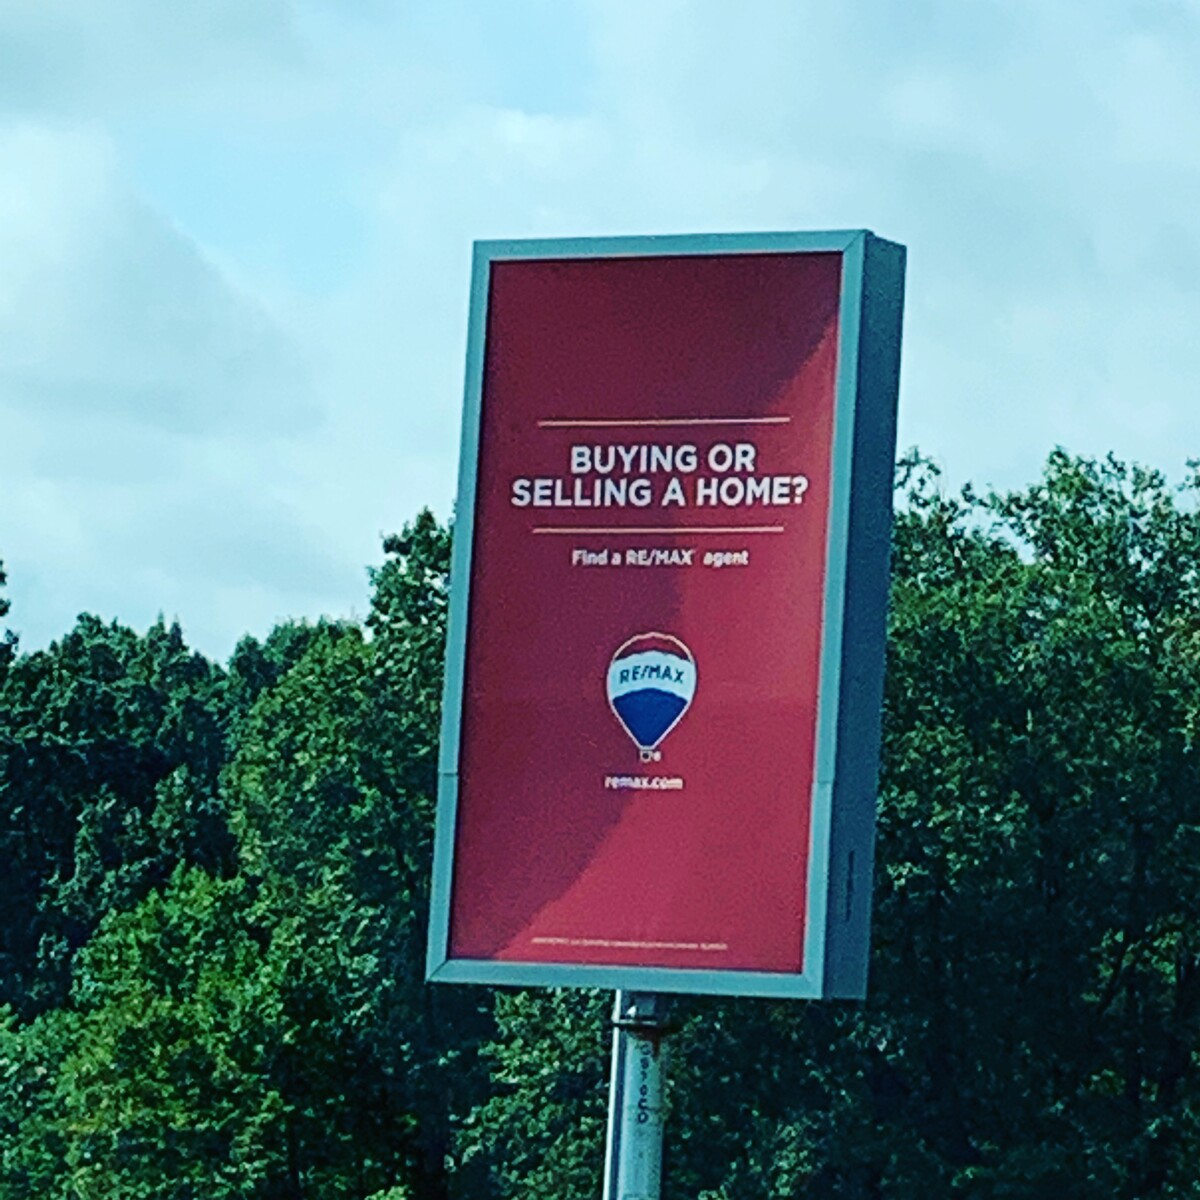 BUYING OR
SELLING A HOME?
Find a RE/MAX agent
RE/MAX
remax.com